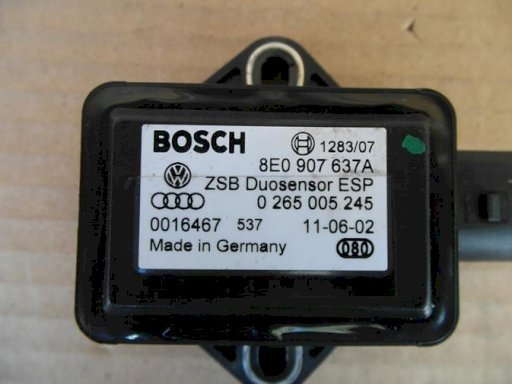 BOSCH 1283/07
8E0 907 637A
ZSB Duosensor ESP
0 265 005 245
0016467 537 11-06-02
Made in Germany 080